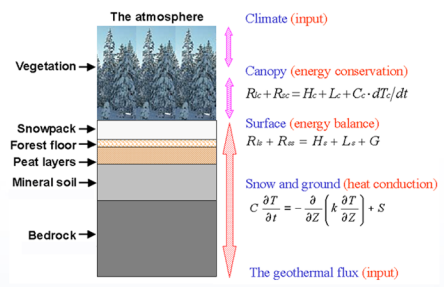 The atmosphere
Vegetation
Snowpack
Forest floor
Peat layers
Mineral soil
Bedrock
Climate (input)
Canopy (energy conservation)
Rlc + Rsc = Hc + Lc + Cc · dTc/dt
Surface (energy balance)
Rls + Rss = Hs + Ls + G
Snow and ground (heat conduction)
C ∂T/∂t = - ∂/∂Z (k ∂T/∂Z) + S
The geothermal flux (input)